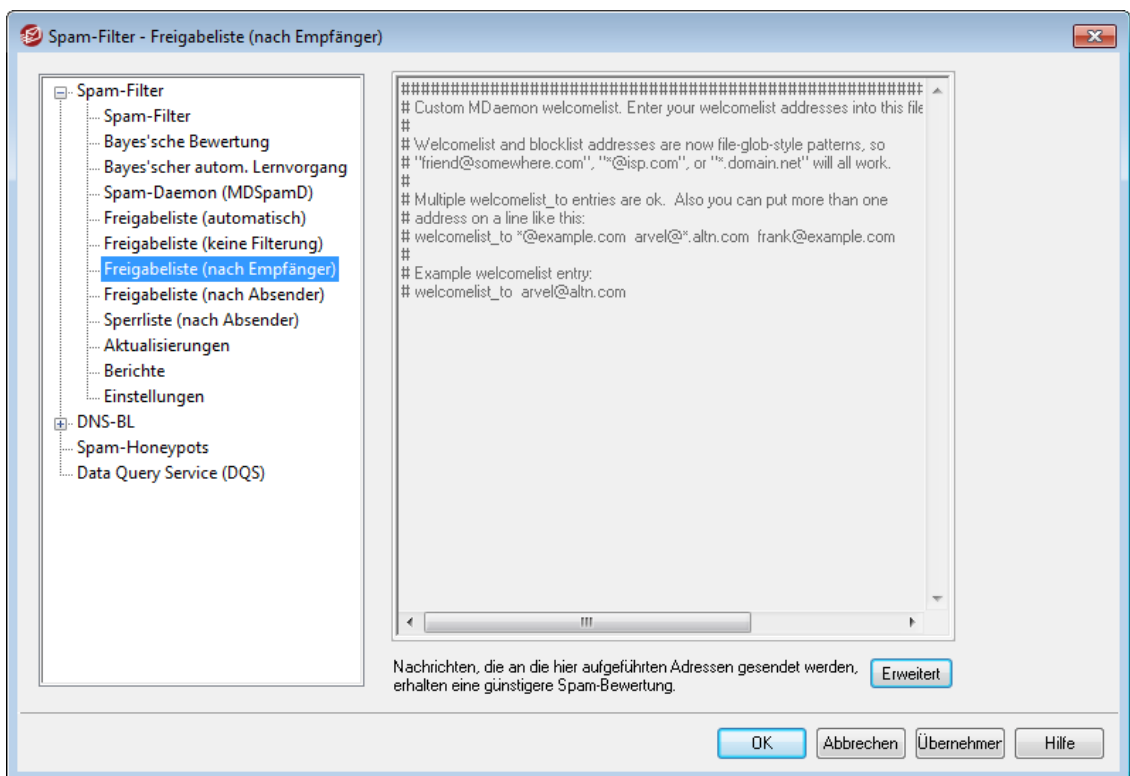 Spam-Filter - Freigabeliste (nach Empfänger)
Spam-Filter
Spam-Filter
Bayes'sche Bewertung
Bayes'scher autom. Lernvorgang
Spam-Daemon (MDSpamD)
Freigabeliste (automatisch)
Freigabeliste (keine Filterung)
Freigabeliste (nach Empfänger)
Freigabeliste (nach Absender)
Sperrliste (nach Absender)
Aktualisierungen
Berichte
Einstellungen
DNS-BL
Spam-Honeypots
Data Query Service (DQS)
##########################################################
# Custom MDaemon welcomelist. Enter your welcomelist addresses into this file
#
# Welcomelist and blocklist addresses are now file-glob-style patterns, so
# "friend@somewhere.com", "*@isp.com", or "*.domain.net" will all work.
#
# Multiple welcomelist_to entries are ok.  Also you can put more than one
# address on a line like this:
# welcomelist_to *@example.com  arvel@*.altn.com  frank@example.com
#
# Example welcomelist entry:
# welcomelist_to  arvel@altn.com
Nachrichten, die an die hier aufgeführten Adressen gesendet werden,
erhalten eine günstigere Spam-Bewertung.
Erweitert
OK
Abbrechen
Übernehmer
Hilfe